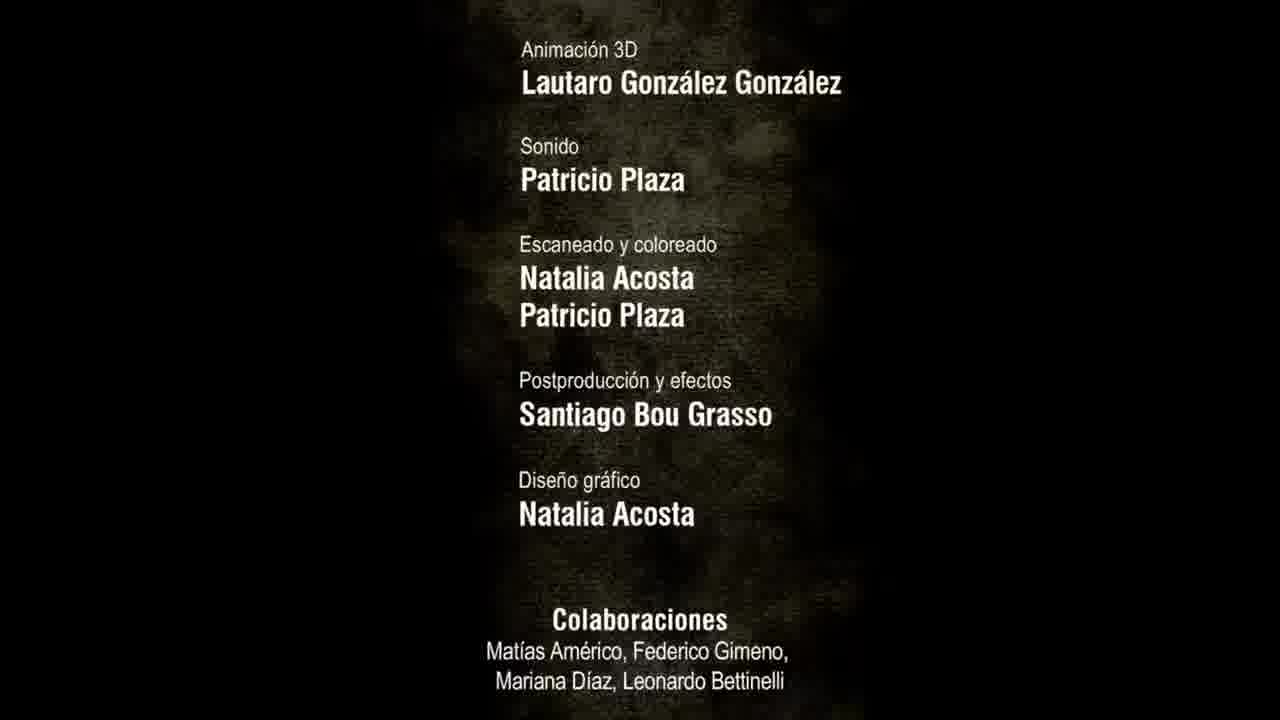 Animación 3D
Lautaro González González
Sonido
Patricio Plaza
Escaneado y coloreado
Natalia Acosta
Patricio Plaza
Postproducción y efectos
Santiago Bou Grasso
Diseño gráfico
Natalia Acosta
Colaboraciones
Matías Américo, Federico Gimeno,
Mariana Díaz, Leonardo Bettinelli